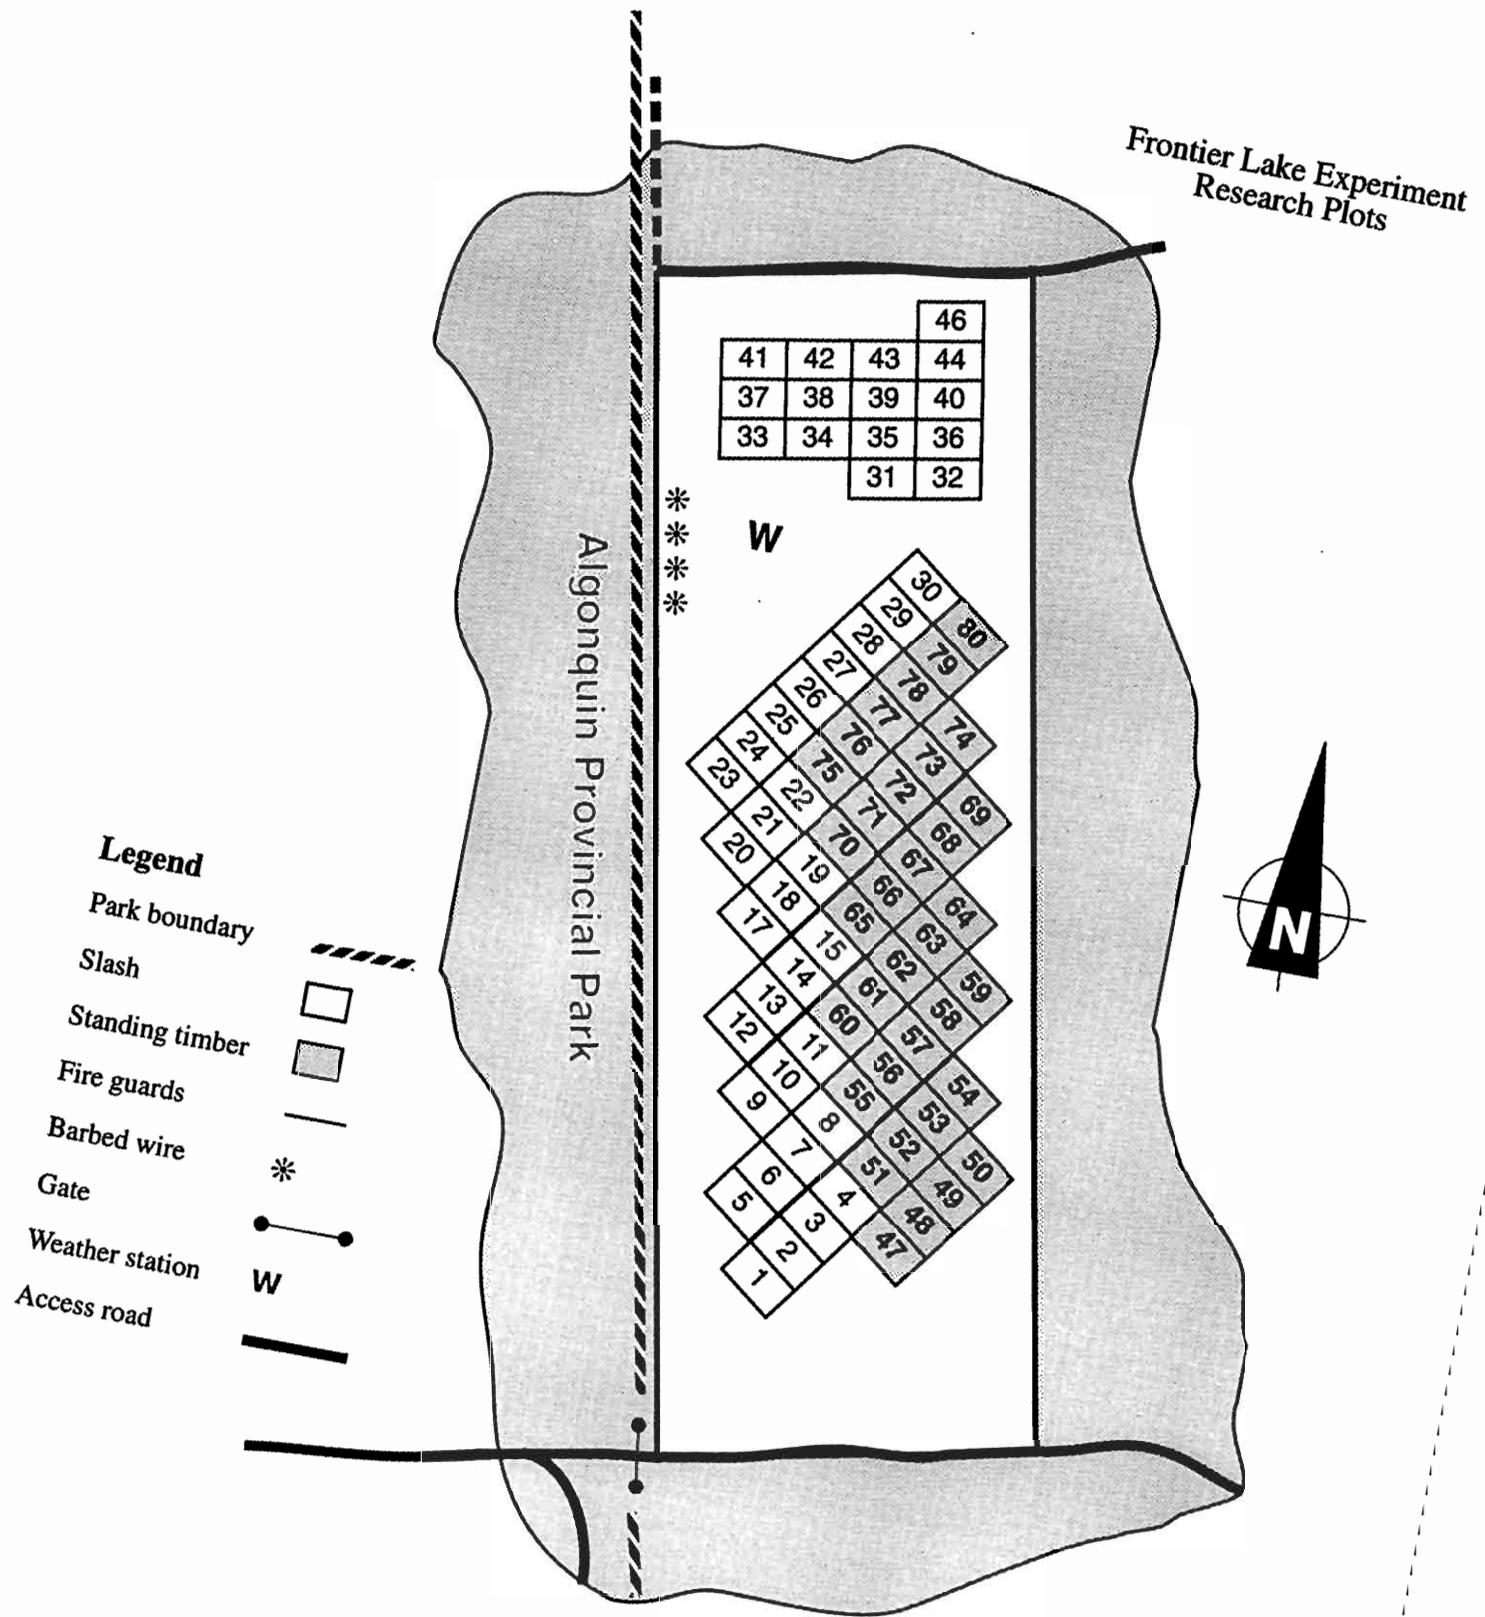 Frontier Lake Experiment
Research Plots
46
41 42 43 44
37 38 39 40
33 34 35 36
31 32
W
Algonquin Provincial Park
30
29 80
28 79
27 78
26 77 74
25 76 73
24 75 72 69
23 22 71 68
21 70 67
20 19 66 64
18 65 63
17 15 62 59
14 61 58
13 60 57
12 11 56 54
10 55 53
9 8 52 50
7 51 49
6 4 48
5 3 47
2
1
N
Legend
Park boundary
Slash
Standing timber
Fire guards
Barbed wire
Gate
Weather station W
Access road